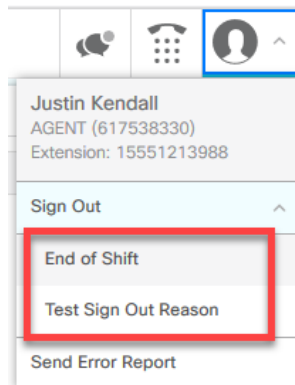 Justin Kendall
AGENT (617538330)
Extension: 15551213988
Sign Out
End of Shift
Test Sign Out Reason
Send Error Report